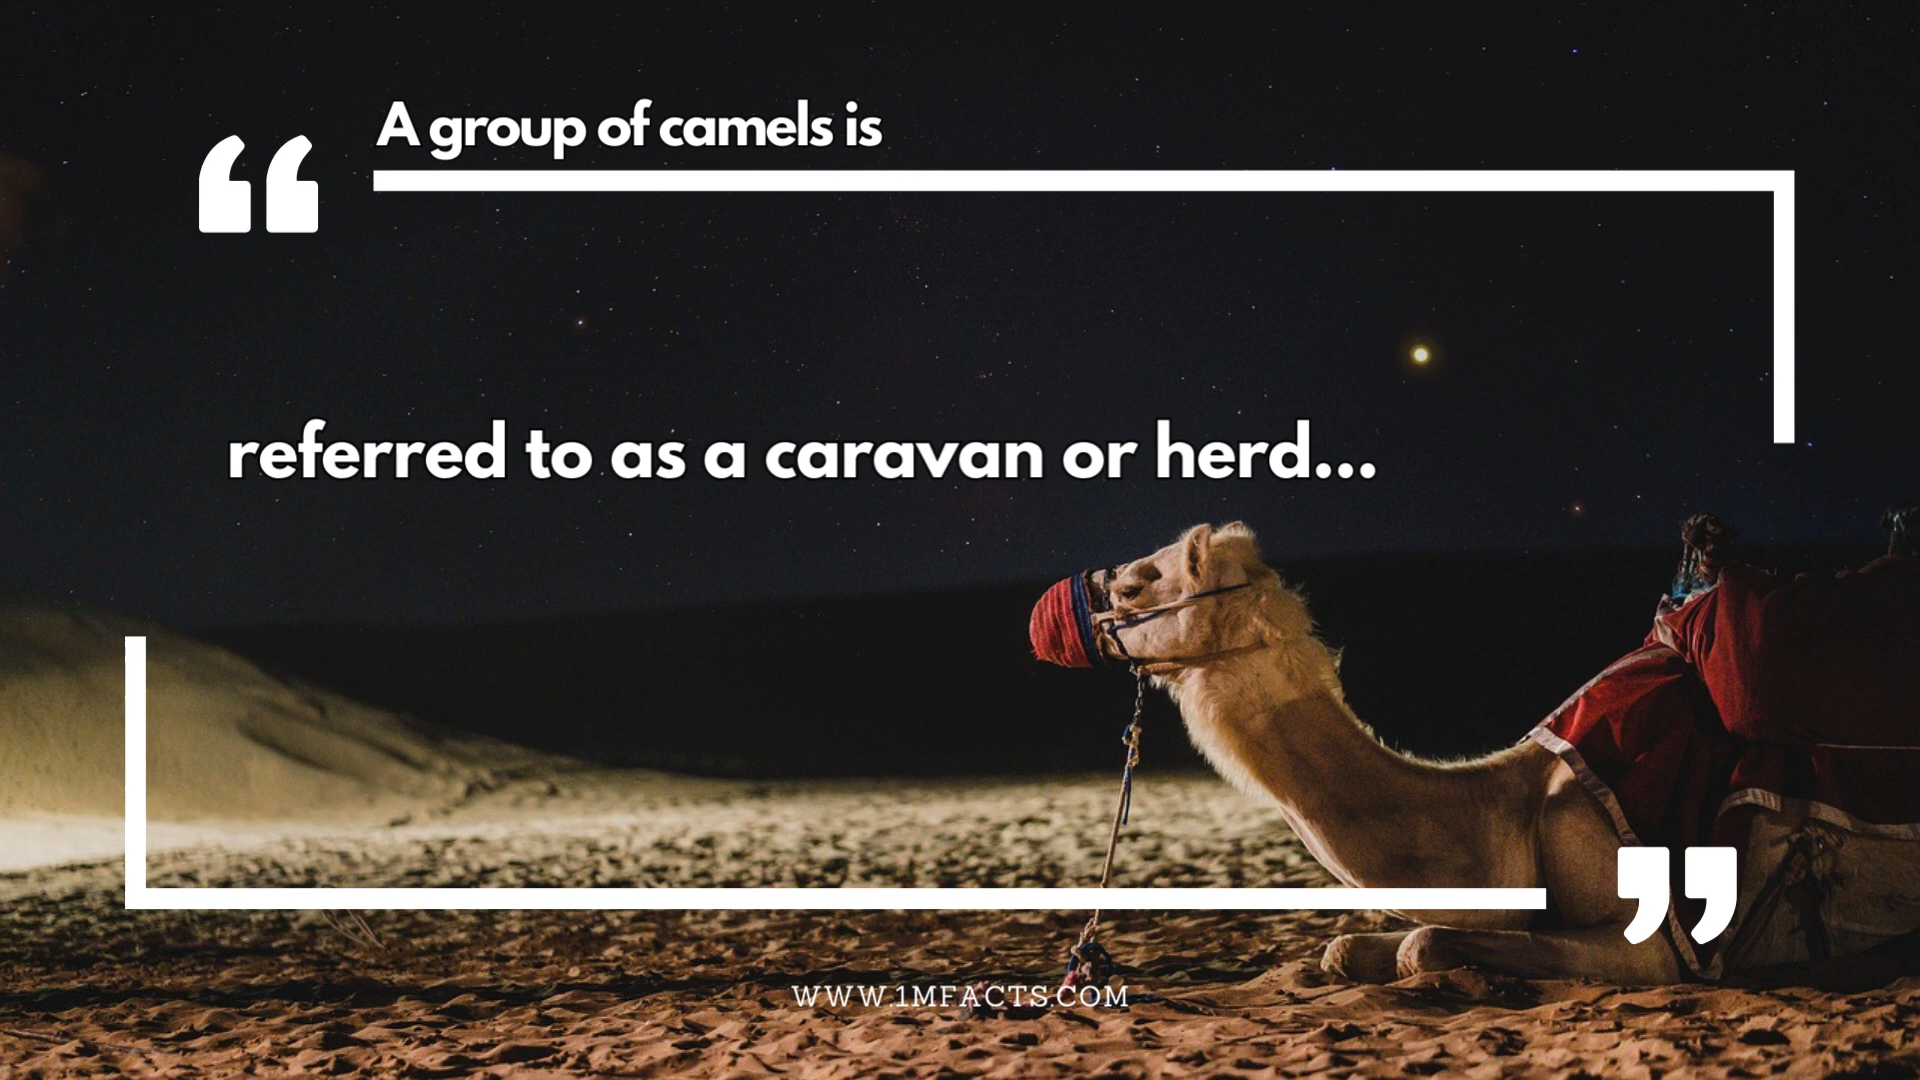 A group of camels is
referred to as a caravan or herd...
WWW.1MFACTS.COM